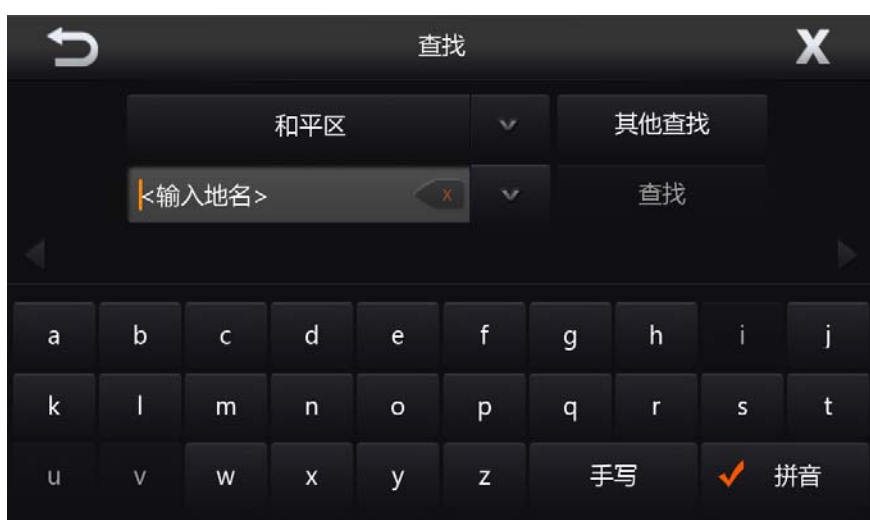 查找 X
和平区 其他查找
<输入地名> x 查找
a b c d e f g h i j
k l m n o p q r s t
u v w x y z 手写 拼音